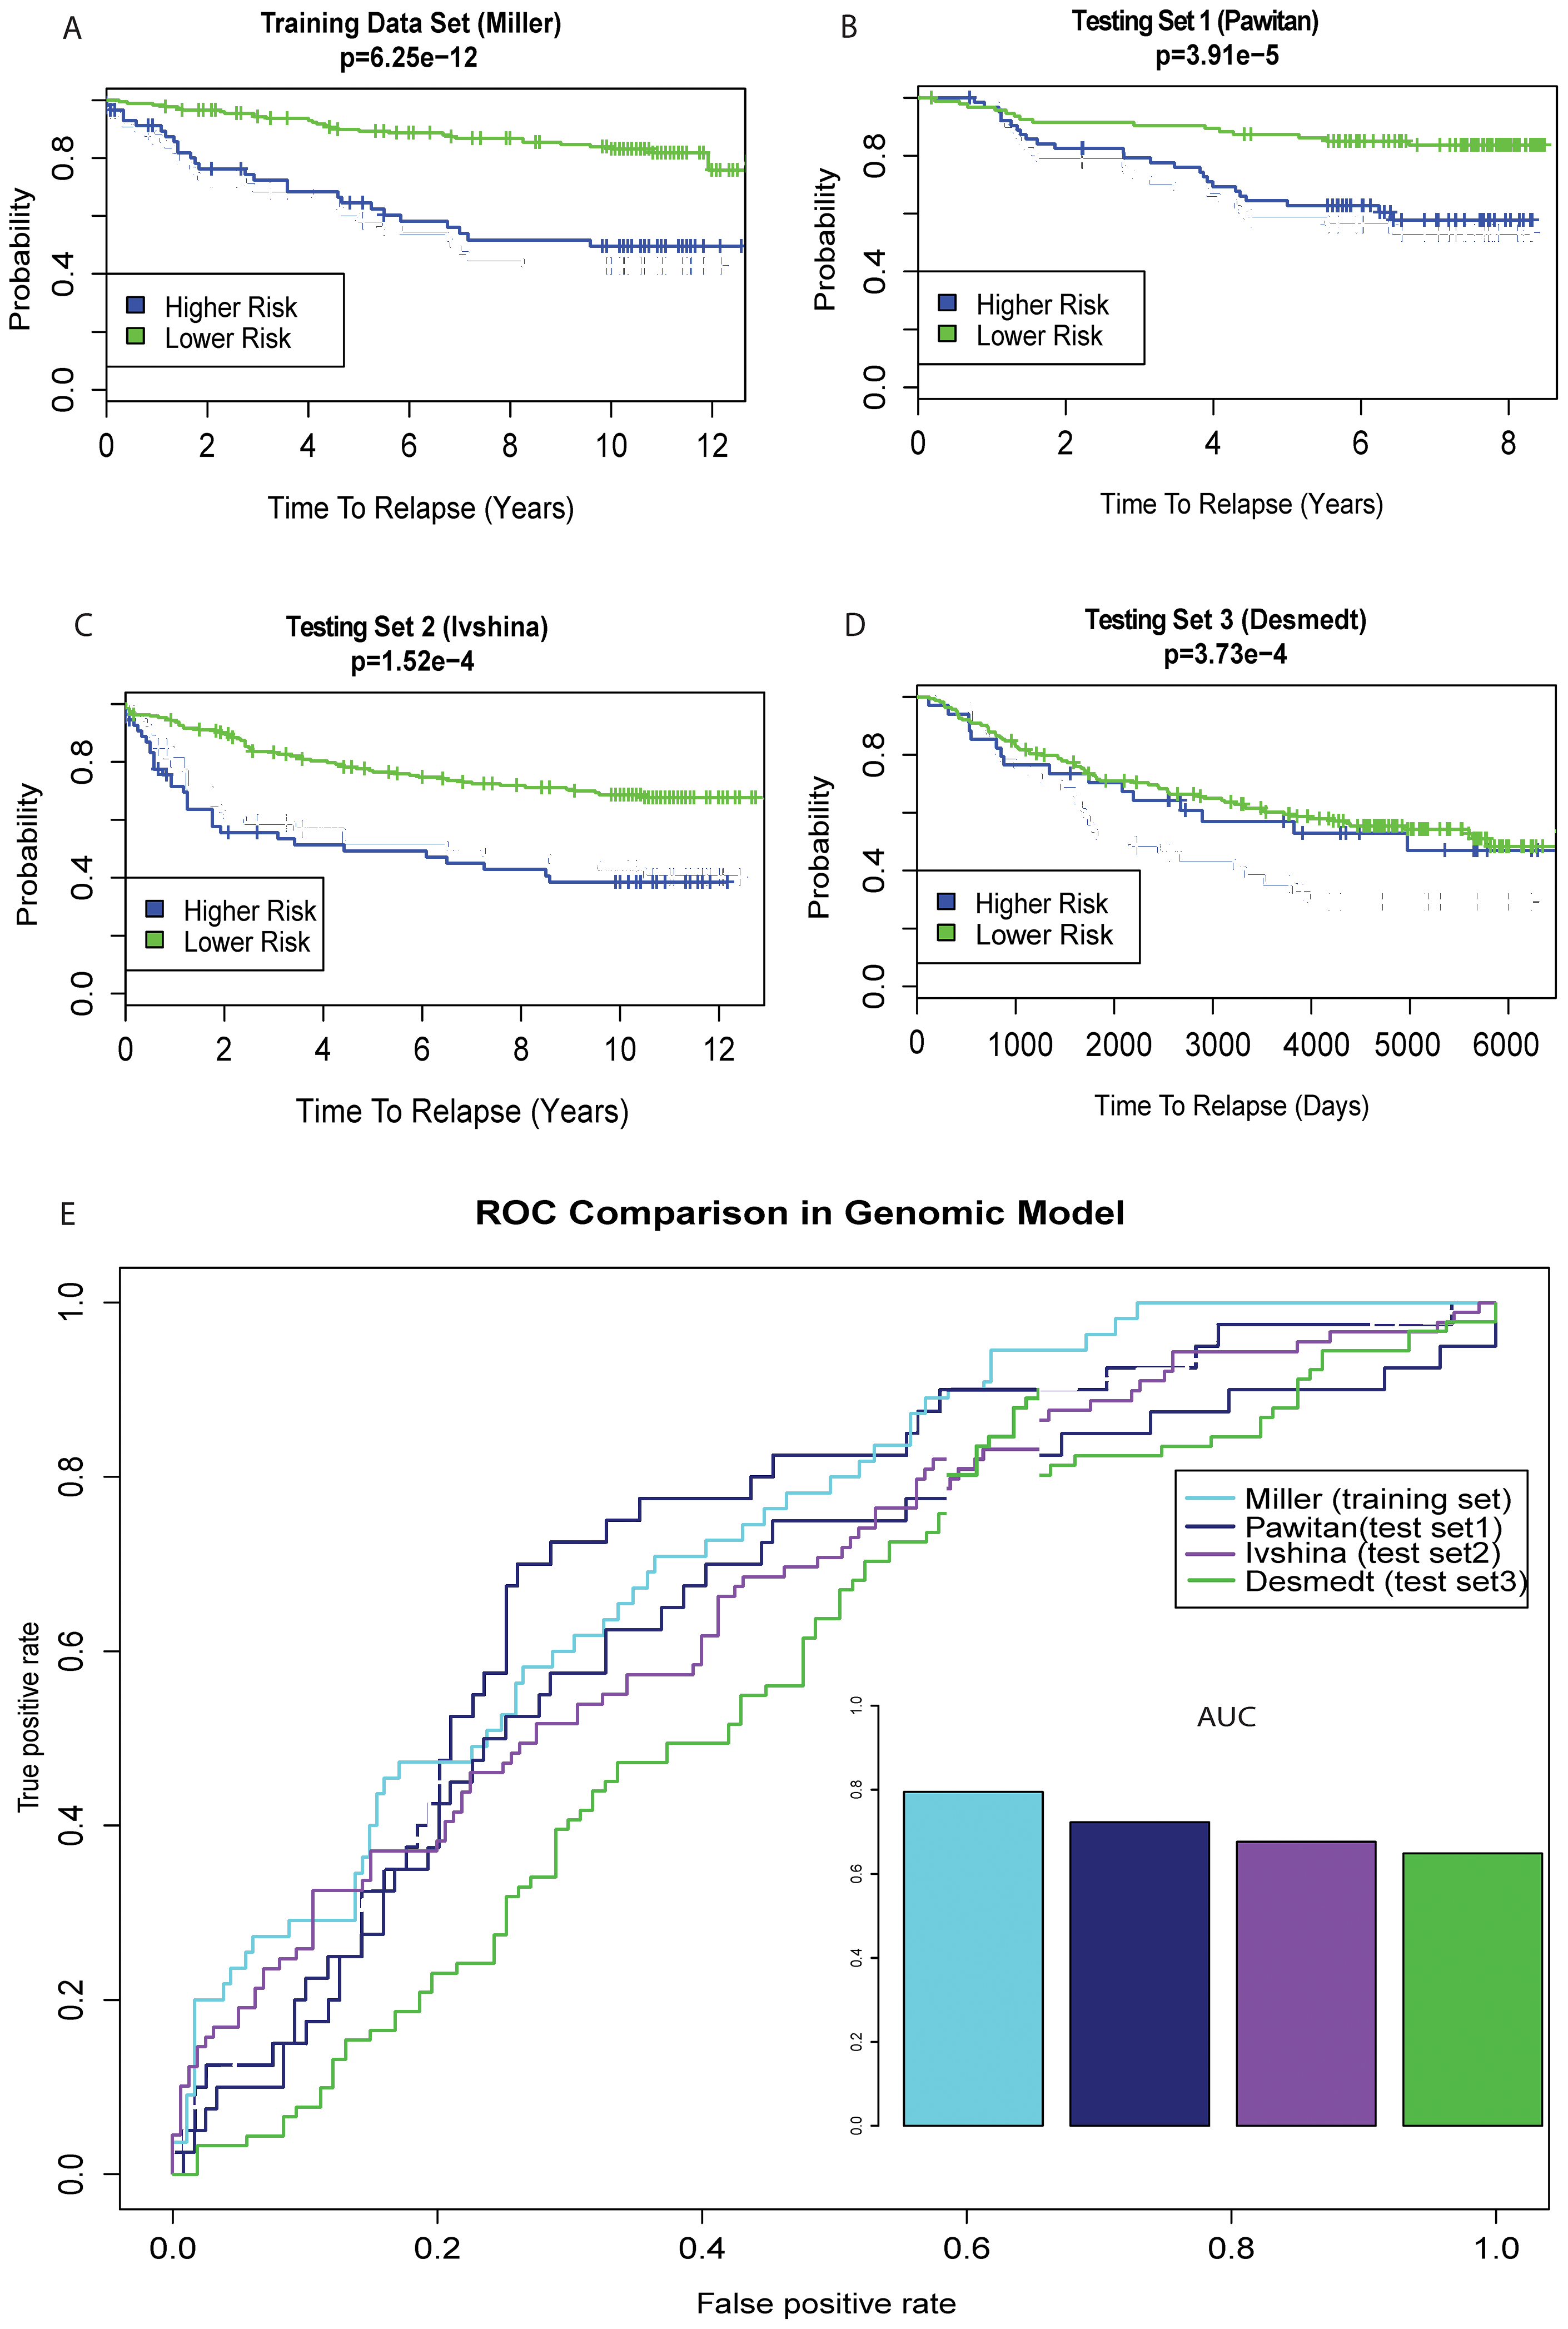 A
Training Data Set (Miller)
p=6.25e−12
Probability
0.0 0.4 0.8
Higher Risk
Lower Risk
0 2 4 6 8 10 12
Time To Relapse (Years)
B
Testing Set 1 (Pawitan)
p=3.91e−5
Probability
0.0 0.4 0.8
Higher Risk
Lower Risk
0 2 4 6 8
Time To Relapse (Years)
C
Testing Set 2 (Ivshina)
p=1.52e−4
Probability
0.0 0.4 0.8
Higher Risk
Lower Risk
0 2 4 6 8 10 12
Time To Relapse (Years)
D
Testing Set 3 (Desmedt)
p=3.73e−4
Probability
0.0 0.4 0.8
Higher Risk
Lower Risk
0 1000 2000 3000 4000 5000 6000
Time To Relapse (Days)
E
ROC Comparison in Genomic Model
True positive rate
0.0 0.2 0.4 0.6 0.8 1.0
Miller (training set)
Pawitan(test set1)
Ivshina (test set2)
Desmedt (test set3)
AUC
0.0 0.2 0.4 0.6 0.8 1.0
0.0 0.2 0.4 0.6 0.8 1.0
False positive rate